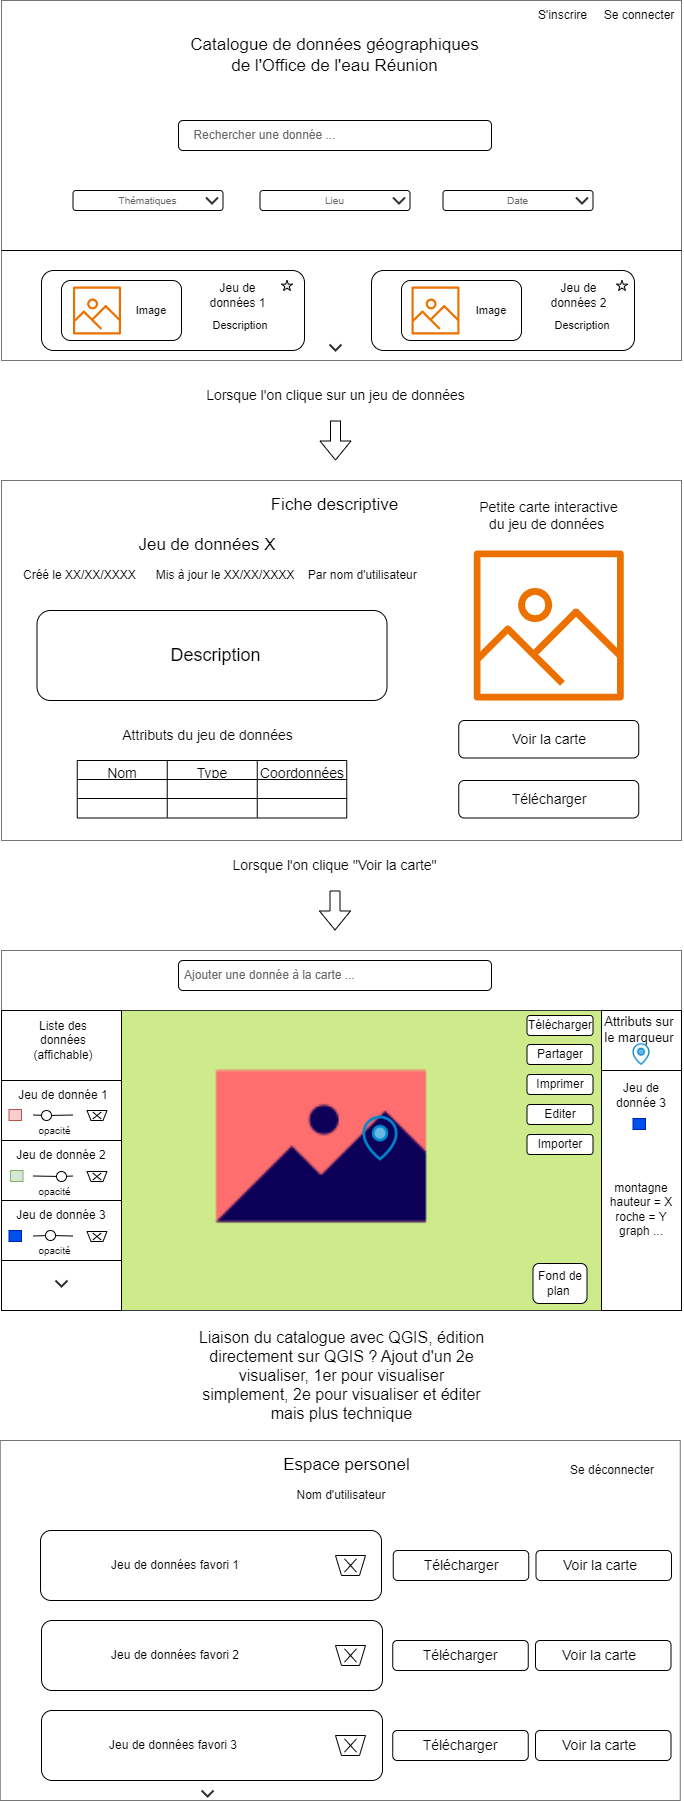 S'inscrire Se connecter
Catalogue de données géographiques
de l'Office de l'eau Réunion
Rechercher une donnée ...
Thématiques Lieu Date
Image
Jeu de
données 1
Description
Image
Jeu de
données 2
Description
Lorsque l'on clique sur un jeu de données
Fiche descriptive
Jeu de données X
Créé le XX/XX/XXXX Mis à jour le XX/XX/XXXX Par nom d'utilisateur
Description
Attributs du jeu de données
Nom Type Coordonnées
Petite carte interactive
du jeu de données
Voir la carte
Télécharger
Lorsque l'on clique "Voir la carte"
Ajouter une donnée à la carte ...
Liste des
données
(affichable)
Jeu de donnée 1
opacité
Jeu de donnée 2
opacité
Jeu de donnée 3
opacité
Télécharger
Partager
Imprimer
Editer
Importer
Fond de
plan
Attributs sur
le marqueur
Jeu de
donnée 3
montagne
hauteur = X
roche = Y
graph ...
Liaison du catalogue avec QGIS, édition
directement sur QGIS ? Ajout d'un 2e
visualiser, 1er pour visualiser
simplement, 2e pour visualiser et éditer
mais plus technique
Espace personel
Se déconnecter
Nom d'utilisateur
Jeu de données favori 1 Télécharger Voir la carte
Jeu de données favori 2 Télécharger Voir la carte
Jeu de données favori 3 Télécharger Voir la carte